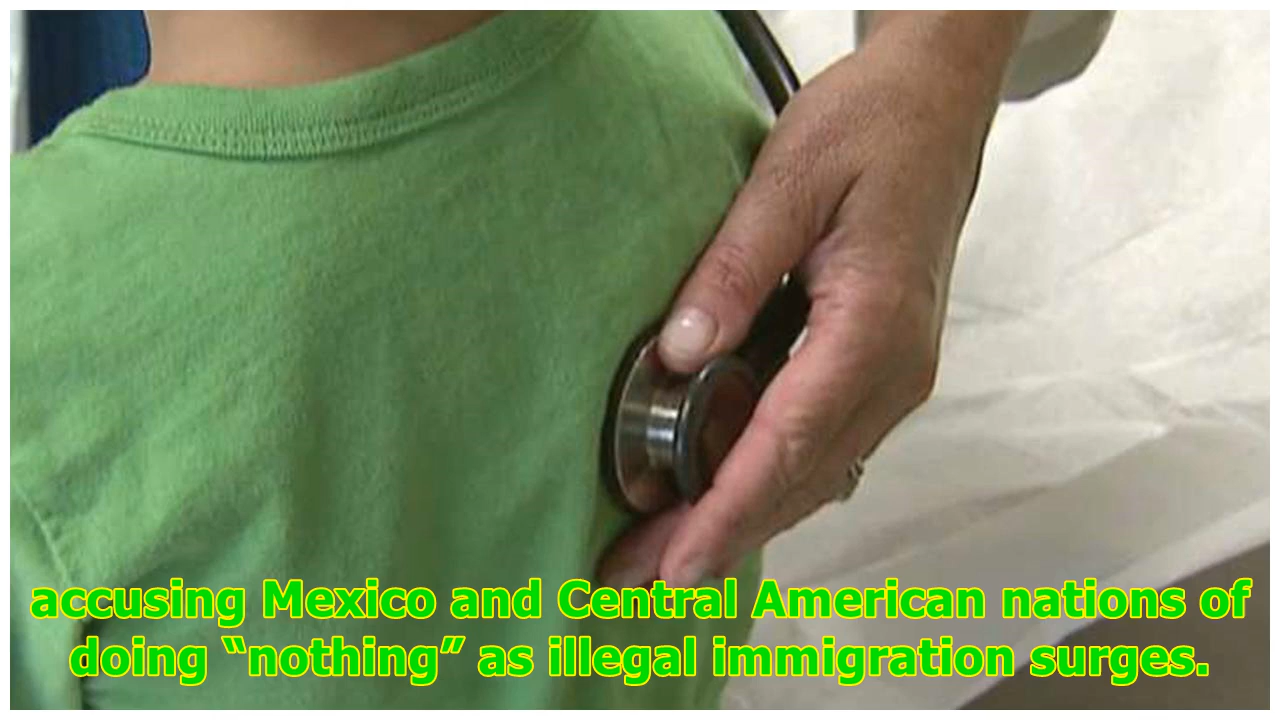 accusing Mexico and Central American nations of
doing “nothing” as illegal immigration surges.